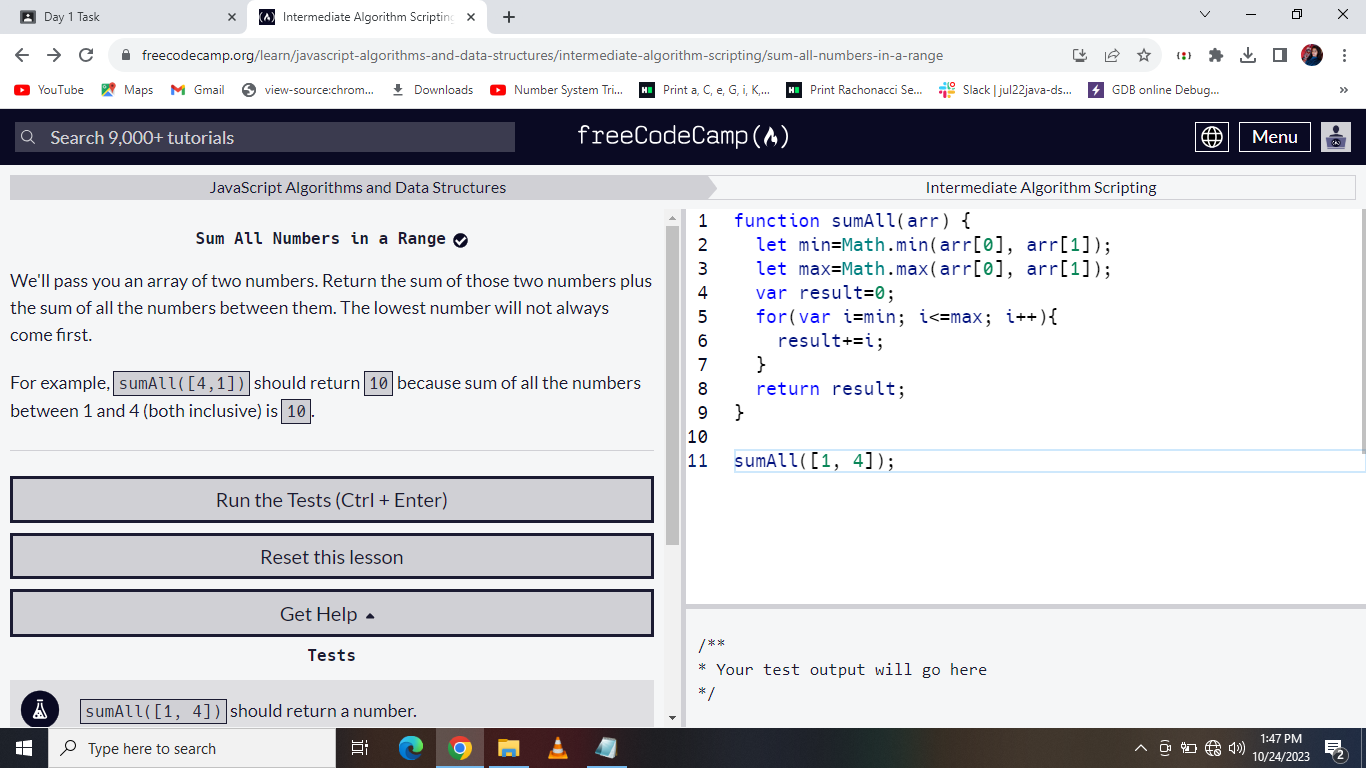 Day 1 Task
Intermediate Algorithm Scripting
freecodecamp.org/learn/javascript-algorithms-and-data-structures/intermediate-algorithm-scripting/sum-all-numbers-in-a-range
YouTube Maps Gmail view-source:chrom... Downloads Number System Tri... Print a, C, e, G, i, K,... Print Rachonacci Se... Slack | jul22java-ds... GDB online Debug... »
Search 9,000+ tutorials
freeCodeCamp
Menu
JavaScript Algorithms and Data Structures
Intermediate Algorithm Scripting
Sum All Numbers in a Range
We'll pass you an array of two numbers. Return the sum of those two numbers plus
the sum of all the numbers between them. The lowest number will not always
come first.
For example, sumAll([4,1]) should return 10 because sum of all the numbers
between 1 and 4 (both inclusive) is 10.
Run the Tests (Ctrl + Enter)
Reset this lesson
Get Help
Tests
sumAll([1, 4]) should return a number.
1 function sumAll(arr) {
2 let min=Math.min(arr[0], arr[1]);
3 let max=Math.max(arr[0], arr[1]);
4 var result=0;
5 for(var i=min; i<=max; i++){
6 result+=i;
7 }
8 return result;
9 }
10
11 sumAll([1, 4]);
/**
* Your test output will go here
*/
Type here to search
1:47 PM
10/24/2023
2